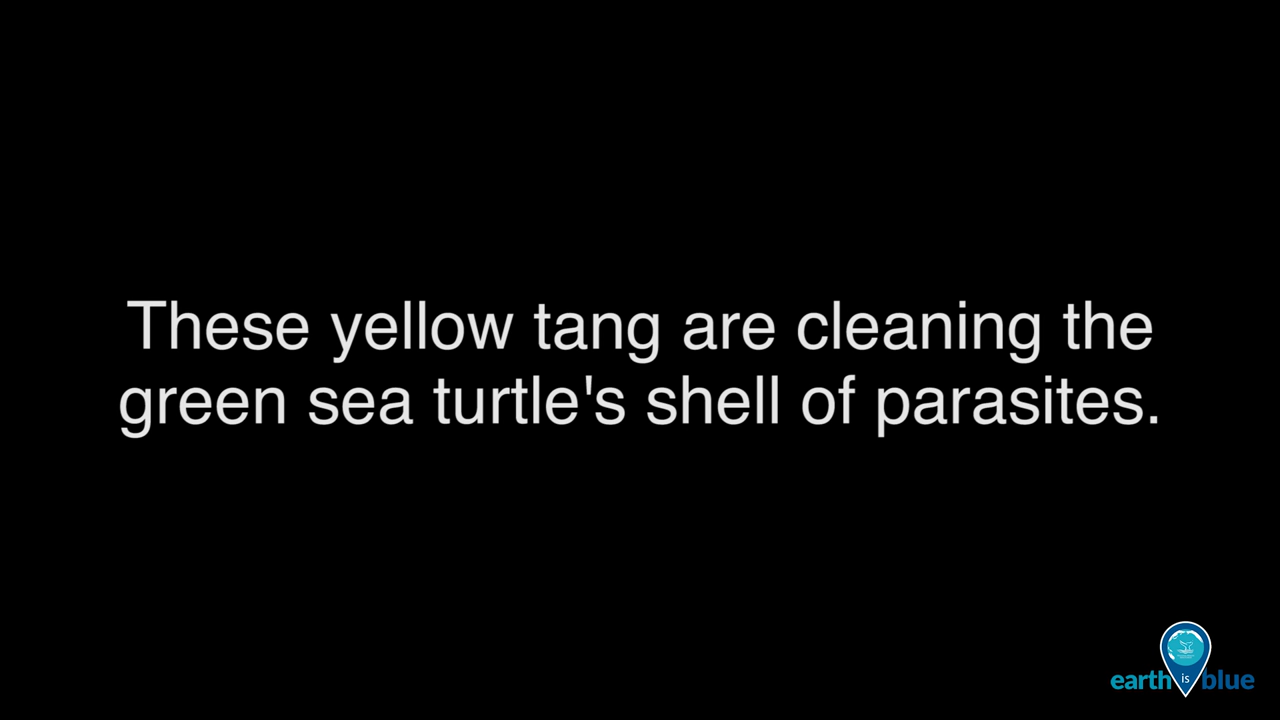 These yellow tang are cleaning the
green sea turtle's shell of parasites.
earth is blue